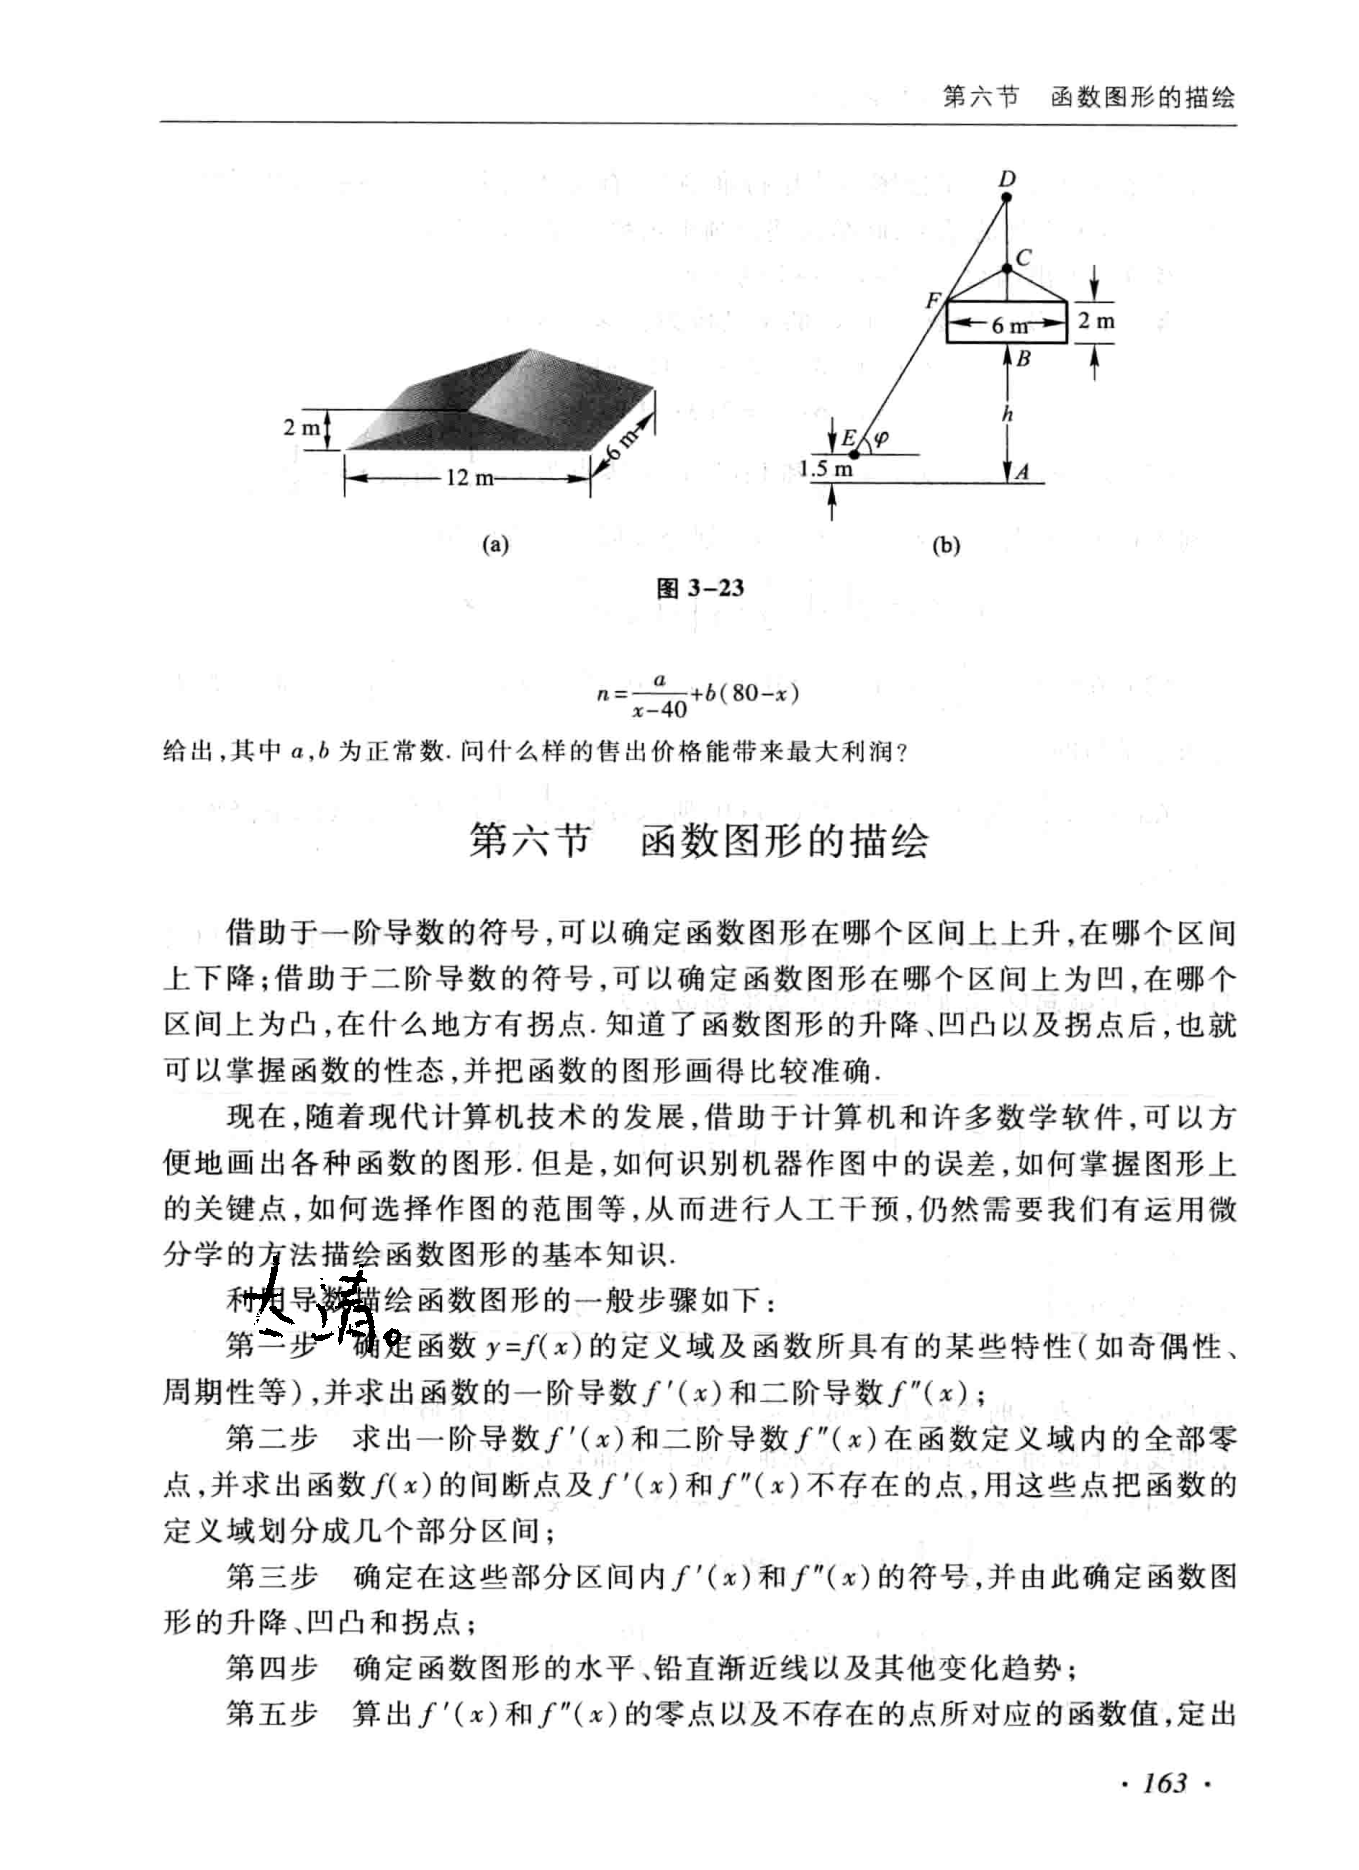 第六节 函数图形的描绘
D
C
F
6 m
2 m
B
h
E φ
1.5 m
A
2 m
12 m
6 m
(a)
(b)
图 3-23
n=a/(x-40)+b(80-x)
给出,其中 a,b 为正常数.问什么样的售出价格能带来最大利润?
第六节 函数图形的描绘
借助于一阶导数的符号,可以确定函数图形在哪个区间上上升,在哪个区间
上下降;借助于二阶导数的符号,可以确定函数图形在哪个区间上为凹,在哪个
区间上为凸,在什么地方有拐点.知道了函数图形的升降、凹凸以及拐点后,也就
可以掌握函数的性态,并把函数的图形画得比较准确.
现在,随着现代计算机技术的发展,借助于计算机和许多数学软件,可以方
便地画出各种函数的图形.但是,如何识别机器作图中的误差,如何掌握图形上
的关键点,如何选择作图的范围等,从而进行人工干预,仍然需要我们有运用微
分学的方法描绘函数图形的基本知识.
利用导数描绘函数图形的一般步骤如下:
第一步 确定函数 y=f(x)的定义域及函数所具有的某些特性(如奇偶性、
周期性等),并求出函数的一阶导数f′(x)和二阶导数f″(x);
第二步 求出一阶导数f′(x)和二阶导数f″(x)在函数定义域内的全部零
点,并求出函数f(x)的间断点及f′(x)和f″(x)不存在的点,用这些点把函数的
定义域划分成几个部分区间;
第三步 确定在这些部分区间内f′(x)和f″(x)的符号,并由此确定函数图
形的升降、凹凸和拐点;
第四步 确定函数图形的水平、铅直渐近线以及其他变化趋势;
第五步 算出f′(x)和f″(x)的零点以及不存在的点所对应的函数值,定出
· 163 ·